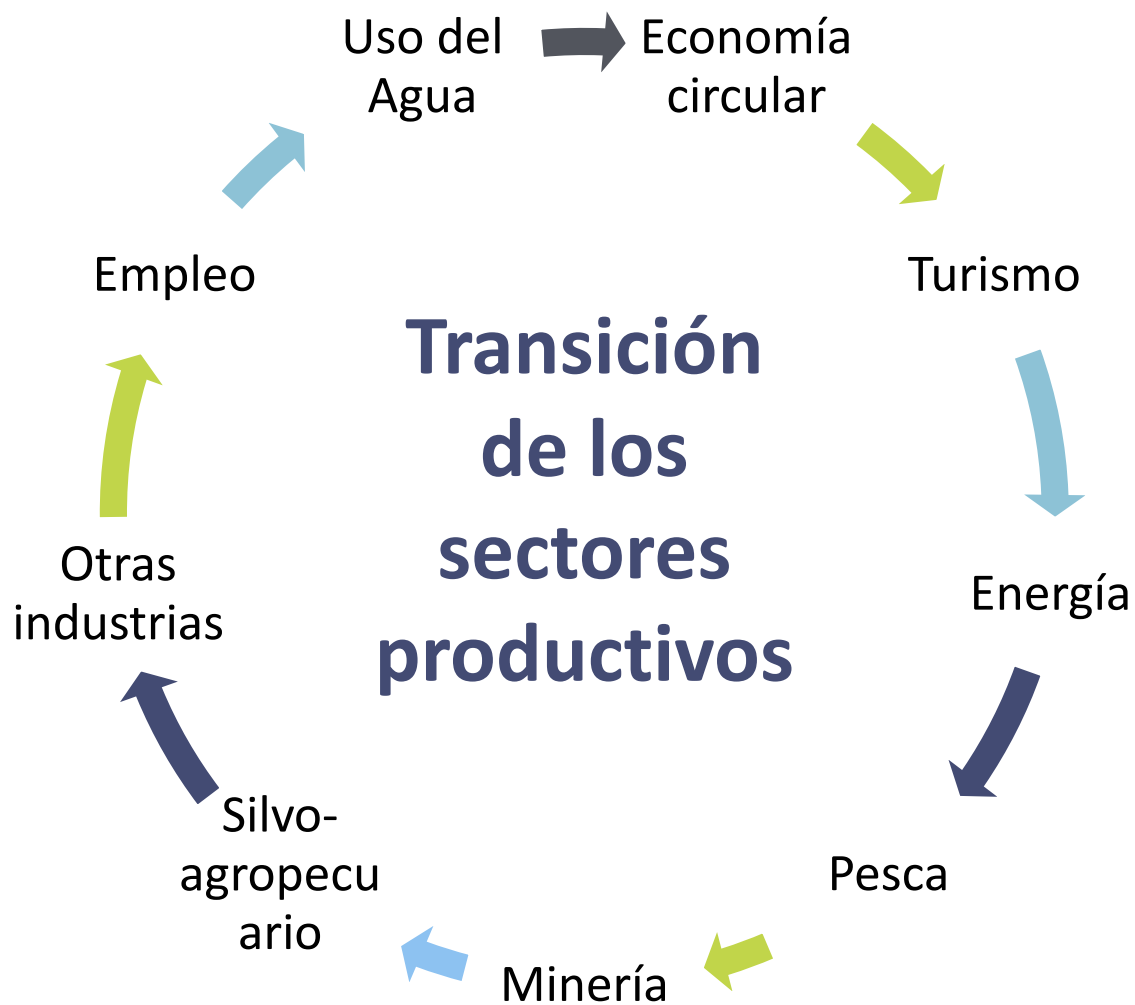 Uso del
Agua
Economía
circular
Turismo
Energía
Pesca
Minería
Silvo-
agropecu
ario
Otras
industrias
Empleo
Transición
de los
sectores
productivos